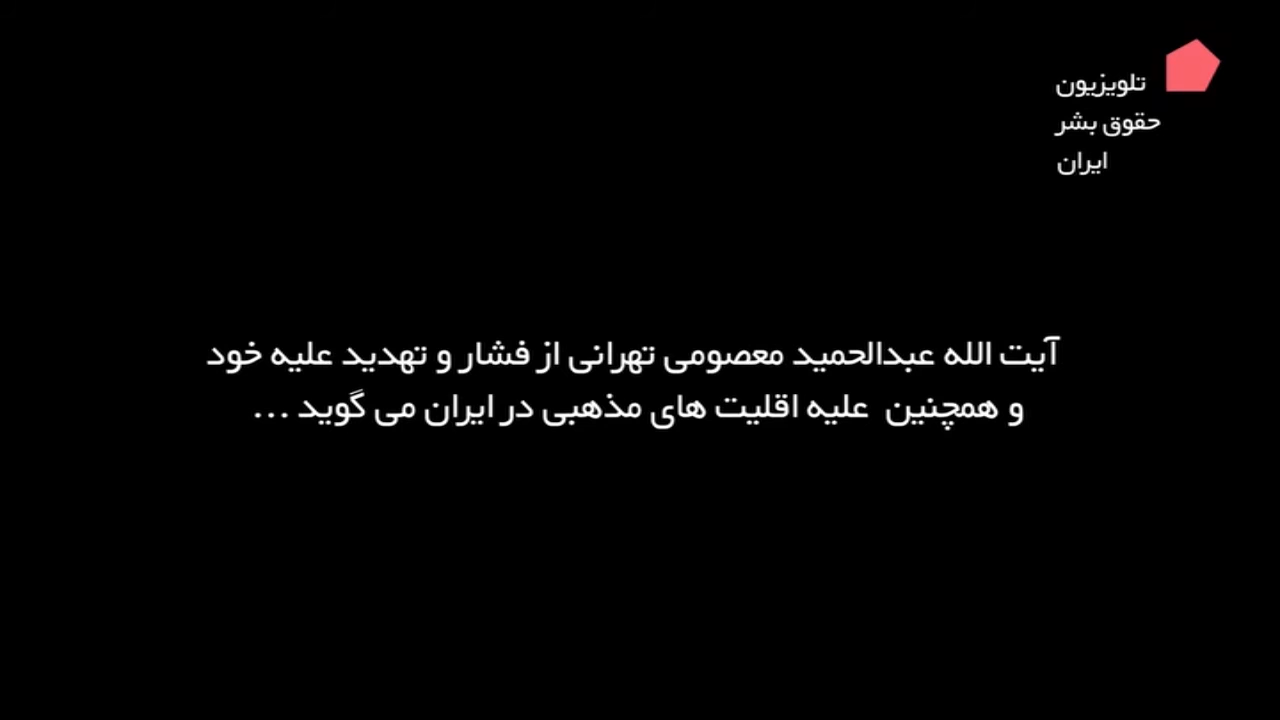 تلویزیون
حقوق بشر
ایران
آیت الله عبدالحمید معصومی تهرانی از فشار و تهدید علیه خود
و همچنین علیه اقلیت های مذهبی در ایران می گوید ...